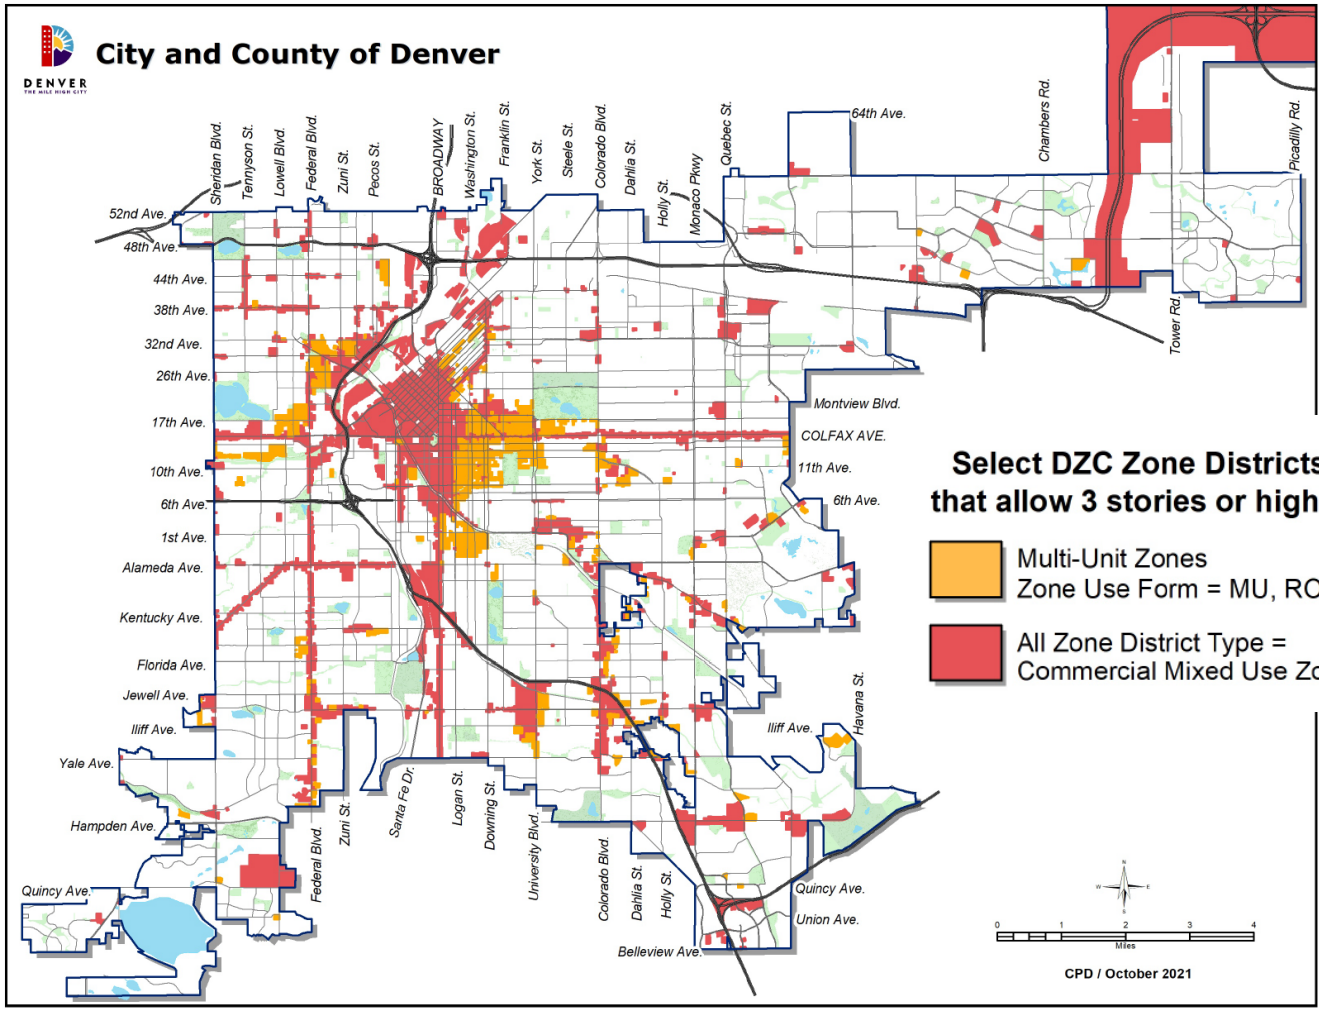 DENVER
THE MILE HIGH CITY
City and County of Denver
Sheridan Blvd.
Tennyson St.
Lowell Blvd.
Federal Blvd.
Zuni St.
Pecos St.
BROADWAY
Washington St.
Franklin St.
York St.
Steele St.
Colorado Blvd.
Dahlia St.
Holly St.
Monaco Pkwy
Quebec St.
64th Ave.
Chambers Rd.
Picadilly Rd.
Tower Rd.
52nd Ave.
48th Ave.
44th Ave.
38th Ave.
32nd Ave.
26th Ave.
17th Ave.
10th Ave.
6th Ave.
1st Ave.
Alameda Ave.
Kentucky Ave.
Florida Ave.
Jewell Ave.
Iliff Ave.
Yale Ave.
Hampden Ave.
Quincy Ave.
Montview Blvd.
COLFAX AVE.
11th Ave.
6th Ave.
Select DZC Zone Districts
that allow 3 stories or high
Multi-Unit Zones
Zone Use Form = MU, RO
All Zone District Type =
Commercial Mixed Use Zo
Iliff Ave.
Havana St.
Federal Blvd.
Zuni St.
Santa Fe Dr.
Logan St.
Downing St.
University Blvd.
Colorado Blvd.
Dahlia St.
Holly St.
Quincy Ave.
Union Ave.
Belleview Ave.
N
W
E
S
0 1 2 3 4
Miles
CPD / October 2021